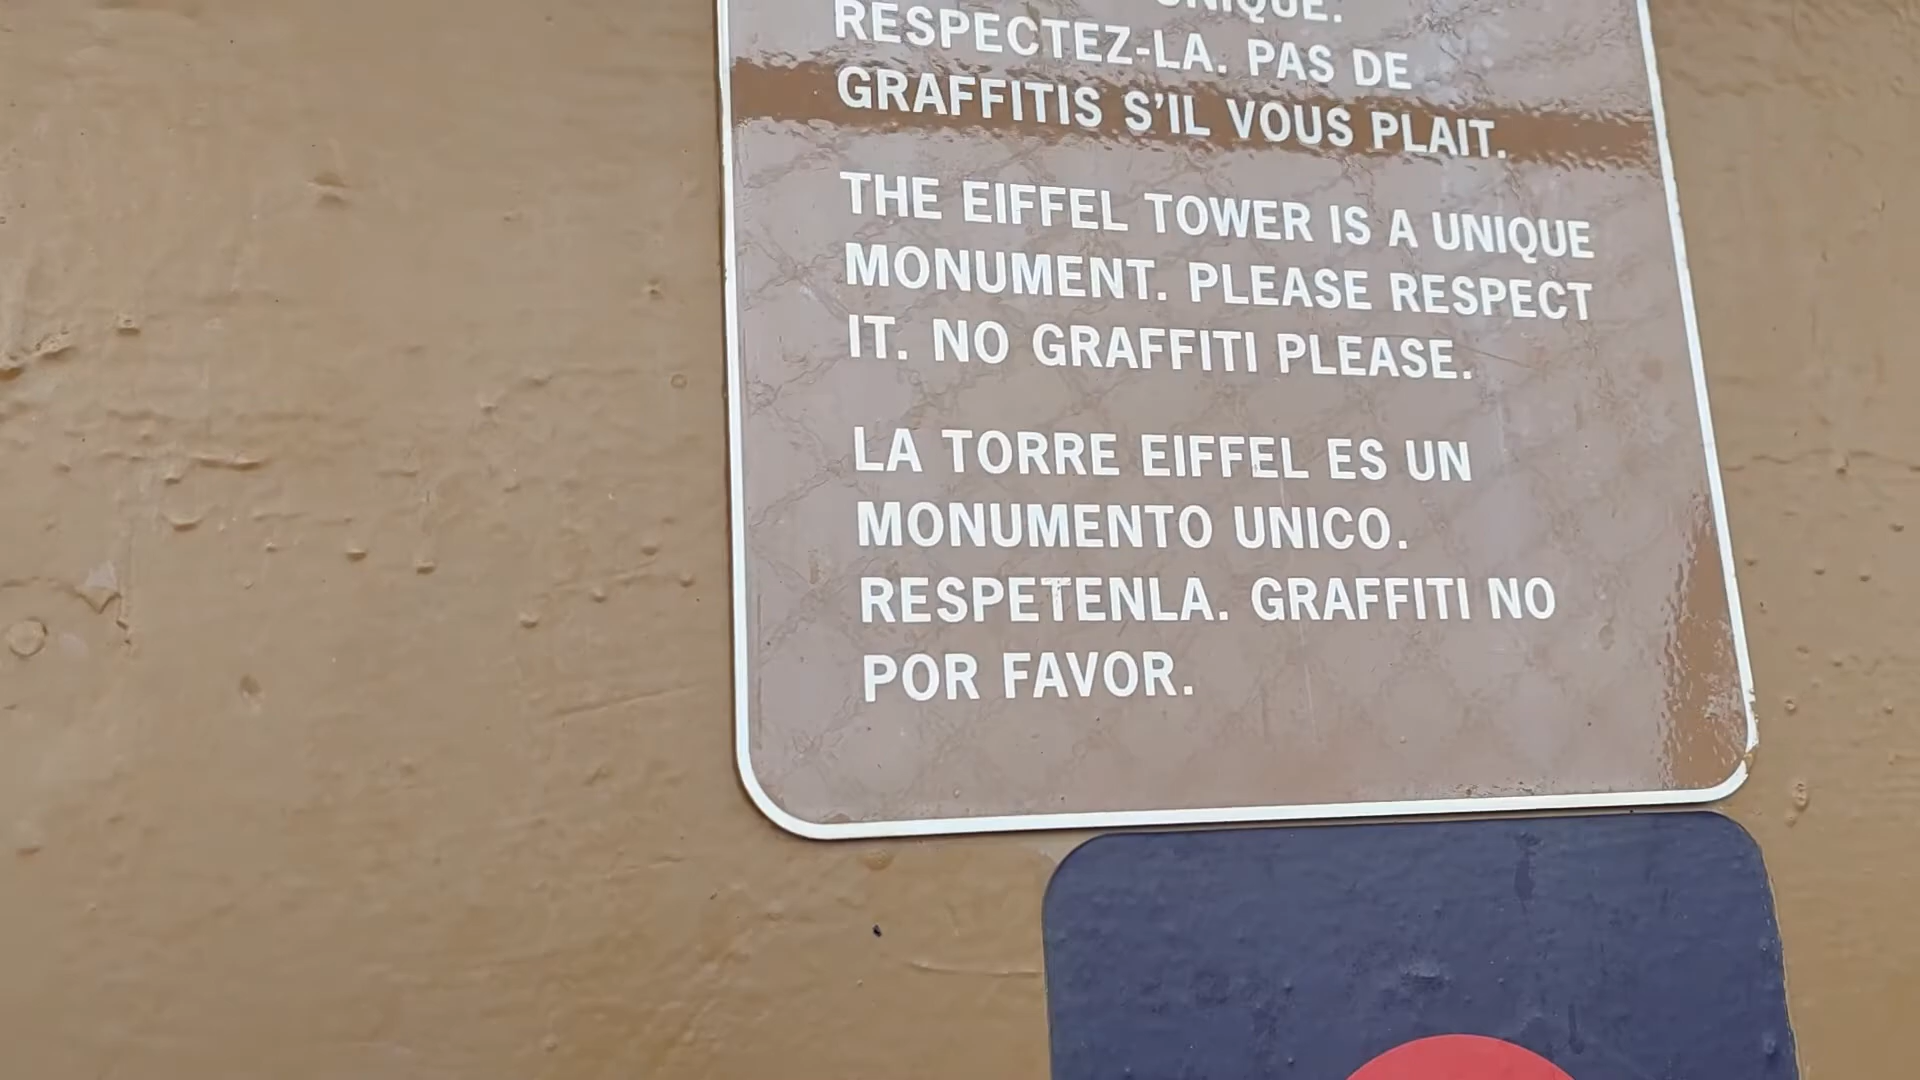 UNIQUE.
RESPECTEZ-LA. PAS DE
GRAFFITIS S'IL VOUS PLAIT.
THE EIFFEL TOWER IS A UNIQUE
MONUMENT. PLEASE RESPECT
IT. NO GRAFFITI PLEASE.
LA TORRE EIFFEL ES UN
MONUMENTO UNICO.
RESPETENLA. GRAFFITI NO
POR FAVOR.